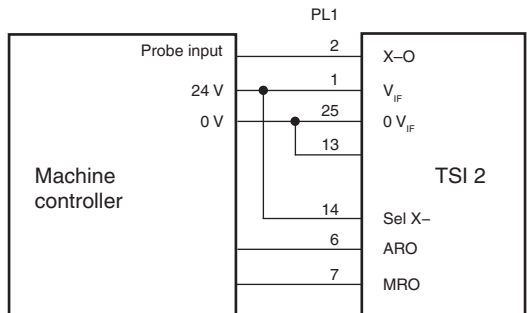 PL1
Probe input 2 X–O
24 V 1 V_IF
0 V 25 0 V_IF
13
Machine controller TSI 2
14 Sel X–
6 ARO
7 MRO